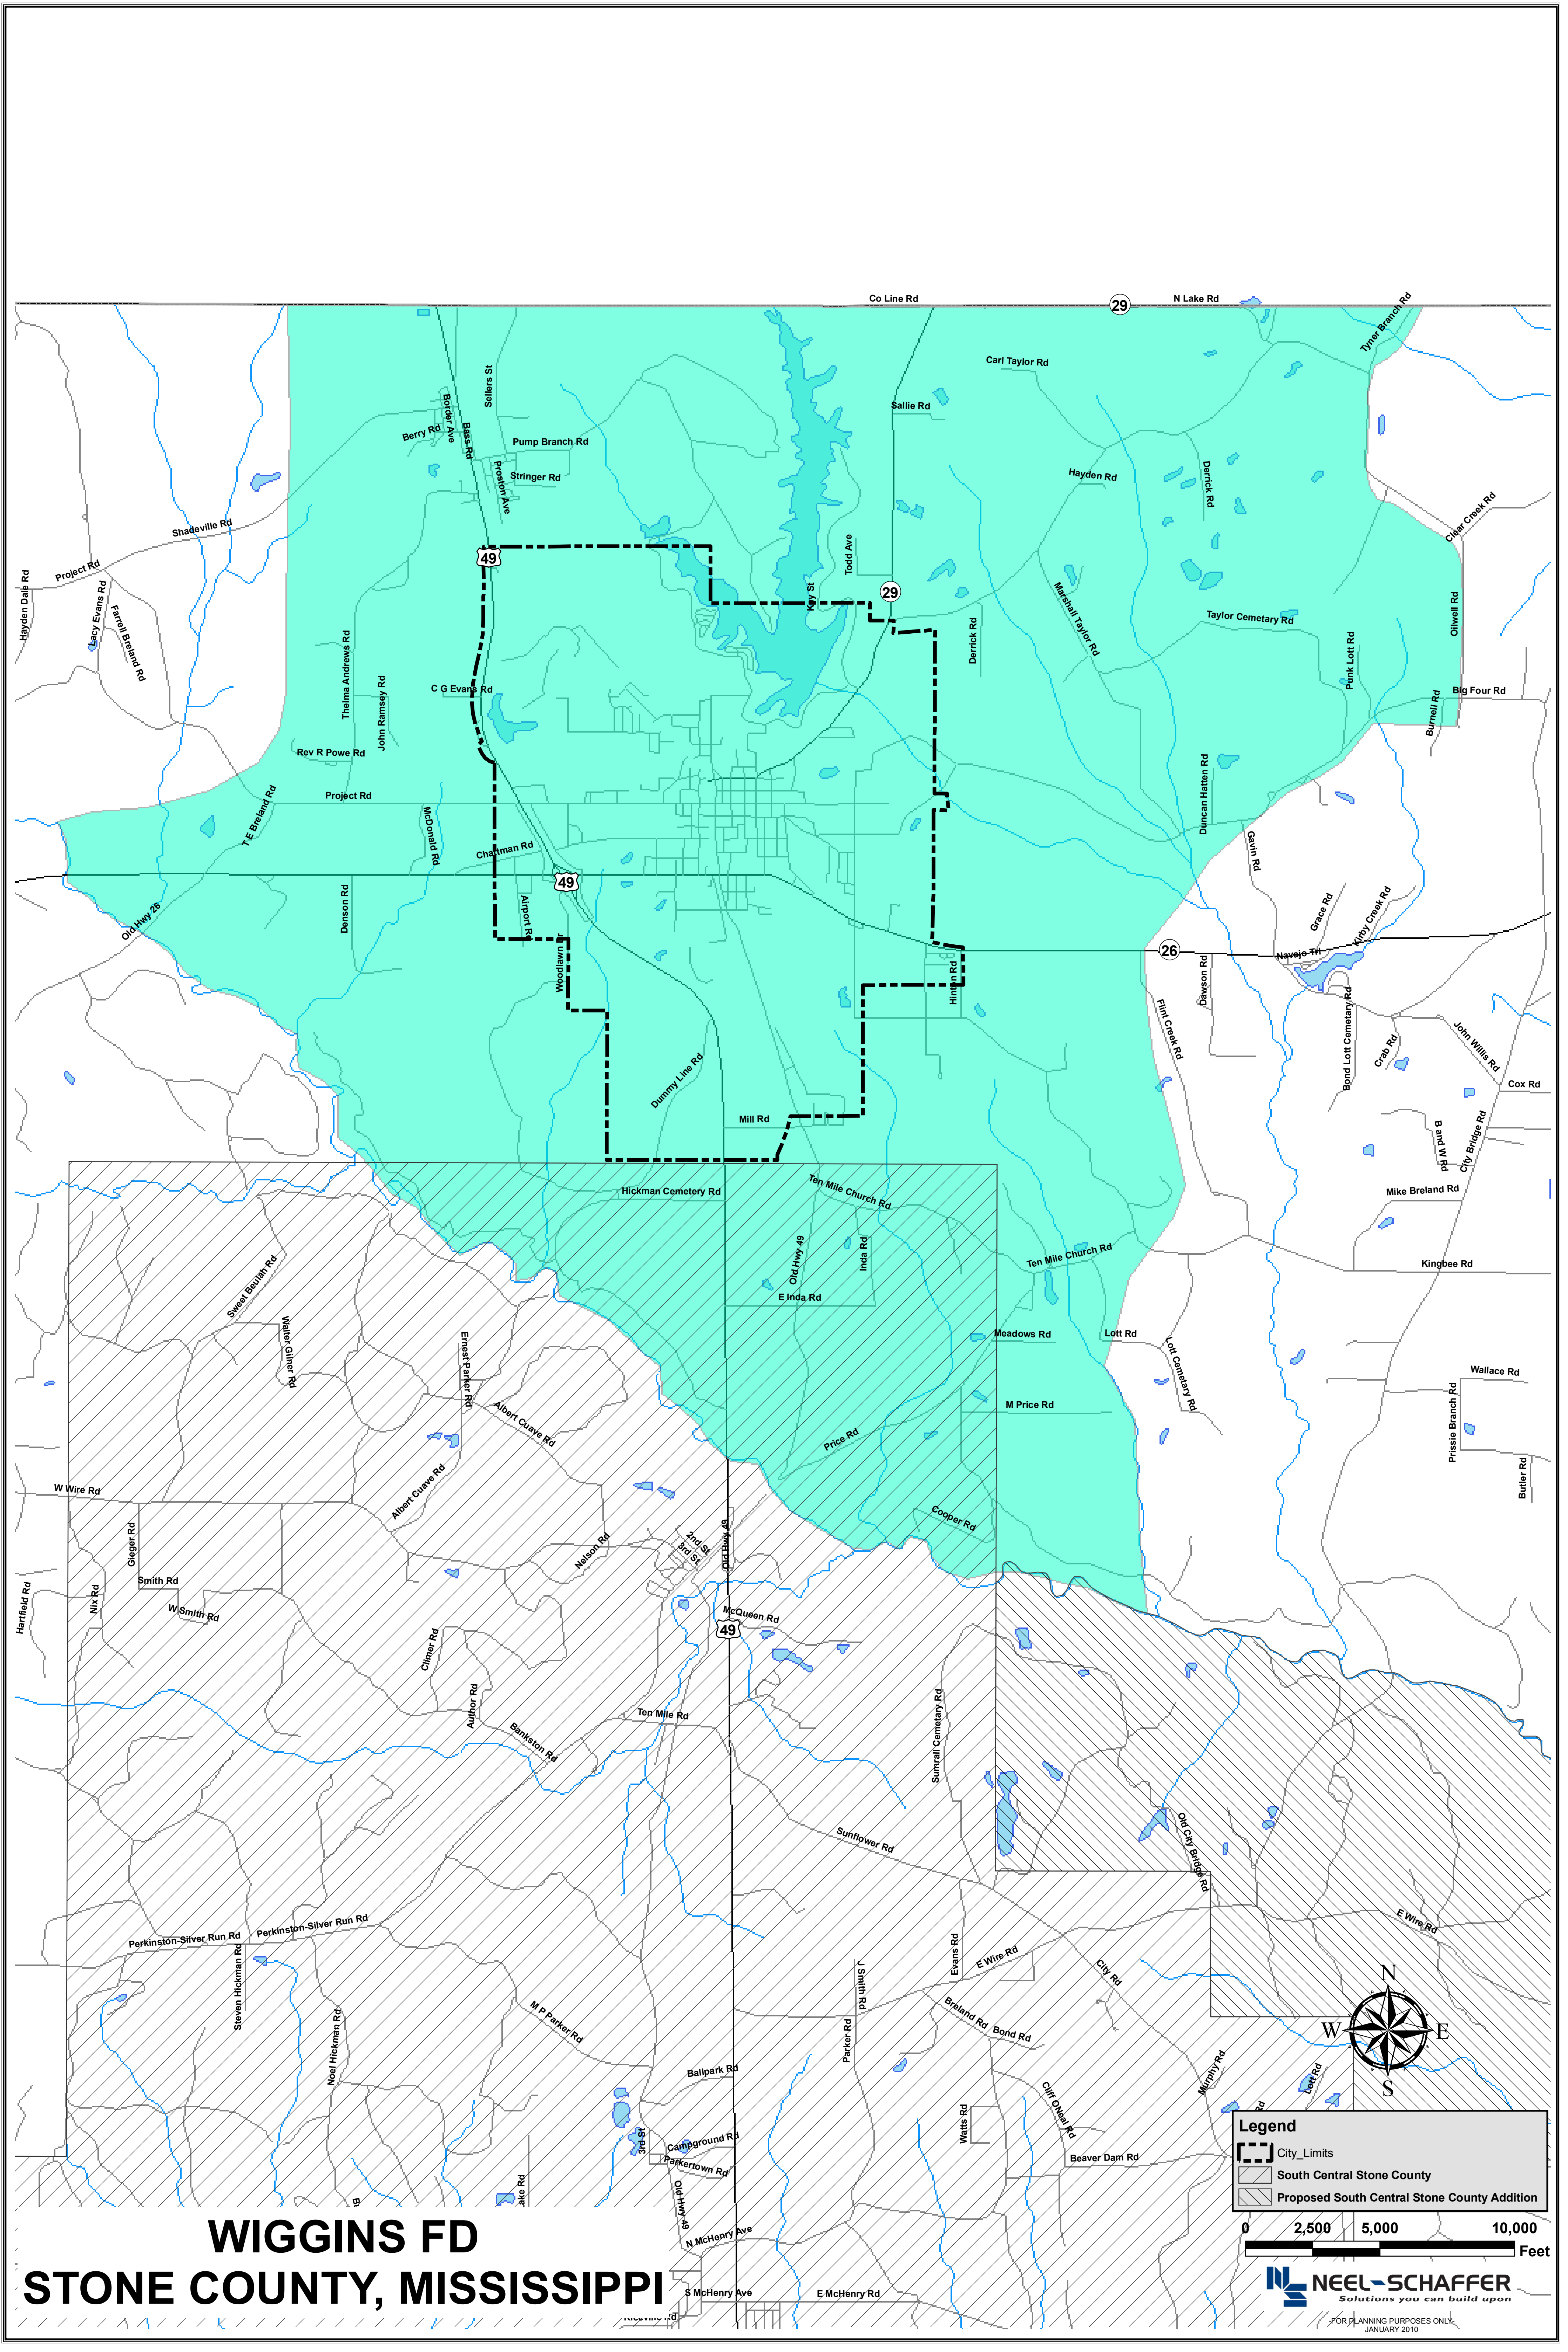 Co Line Rd
29
N Lake Rd
Tyner Branch Rd
Carl Taylor Rd
Sellers St
Border Ave
Sallie Rd
Berry Rd
Bass Rd
Pump Branch Rd
Proston Ave
Stringer Rd
Hayden Rd
Derrick Rd
Clear Creek Rd
Shadeville Rd
49
Todd Ave
Project Rd
Hayden Dale Rd
Lacy Evans Rd
Farrell Breland Rd
Key St
29
Marshall Taylor Rd
Taylor Cemetary Rd
Oilwell Rd
Derrick Rd
Punk Lott Rd
Thelma Andrews Rd
John Ramsey Rd
C G Evans Rd
Big Four Rd
Burnell Rd
Rev R Powe Rd
Duncan Hatten Rd
Project Rd
T E Breland Rd
McDonald Rd
Chartman Rd
Gavin Rd
49
Denson Rd
Airport Rd
Old Hwy 26
Grace Rd
Kirby Creek Rd
Woodlawn Dr
26
Navajo Trl
Hinton Rd
Dawson Rd
Flint Creek Rd
Bond Lott Cemetary Rd
Crab Rd
John Willis Rd
Cox Rd
Dummy Line Rd
Mill Rd
B and W Rd
City Bridge Rd
Hickman Cemetery Rd
Ten Mile Church Rd
Mike Breland Rd
Old Hwy 49
Inda Rd
Ten Mile Church Rd
Kingbee Rd
Sweet Beulah Rd
E Inda Rd
Walter Gilner Rd
Ernest Parker Rd
Meadows Rd
Lott Rd
Lott Cemetary Rd
Wallace Rd
Albert Cuave Rd
M Price Rd
Prissie Branch Rd
Price Rd
Albert Cuave Rd
Butler Rd
W Wire Rd
Cooper Rd
Gieger Rd
2nd St
3rd St
Old Hwy 49
Nelson Rd
Smith Rd
Nix Rd
Hartfield Rd
W Smith Rd
McQueen Rd
49
Climer Rd
Author Rd
Ten Mile Rd
Bankston Rd
Sumrall Cemetary Rd
Sunflower Rd
Old City Bridge Rd
E Wire Rd
Perkinston-Silver Run Rd
Perkinston-Silver Run Rd
Steven Hickman Rd
Evans Rd
E Wire Rd
City Rd
J Smith Rd
N
W
E
S
M P Parker Rd
Noel Hickman Rd
Parker Rd
Breland Rd
Bond Rd
Ballpark Rd
Murphy Rd
Lott Rd
Cliff ONeal Rd
Watts Rd
Rd
3rd St
Campground Rd
Parkertown Rd
Beaver Dam Rd
Old Hwy 49
N McHenry Ave
S McHenry Ave
E McHenry Rd
Legend
City_Limits
South Central Stone County
Proposed South Central Stone County Addition
0 2,500 5,000 10,000
Feet
WIGGINS FD
STONE COUNTY, MISSISSIPPI
NEEL-SCHAFFER
Solutions you can build upon
-FOR PLANNING PURPOSES ONLY-
JANUARY 2010